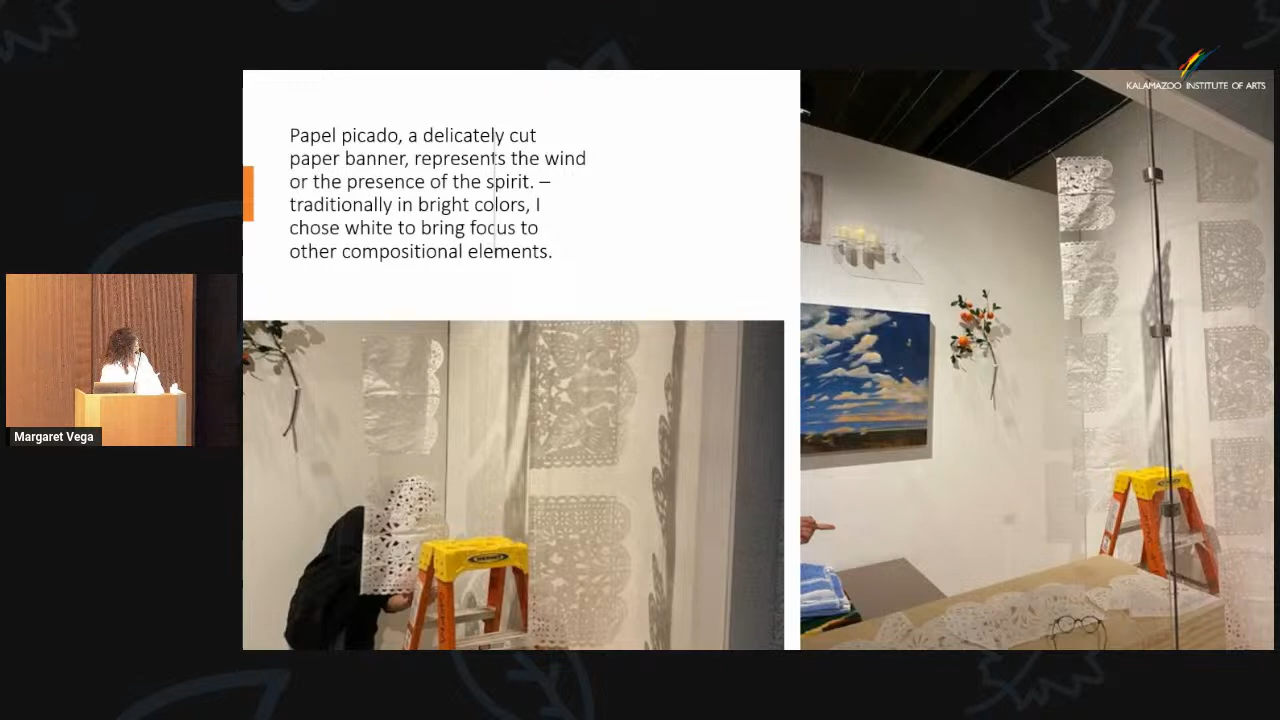 KALAMAZOO INSTITUTE OF ARTS
Papel picado, a delicately cut
paper banner, represents the wind
or the presence of the spirit. –
traditionally in bright colors, I
chose white to bring focus to
other compositional elements.
Margaret Vega